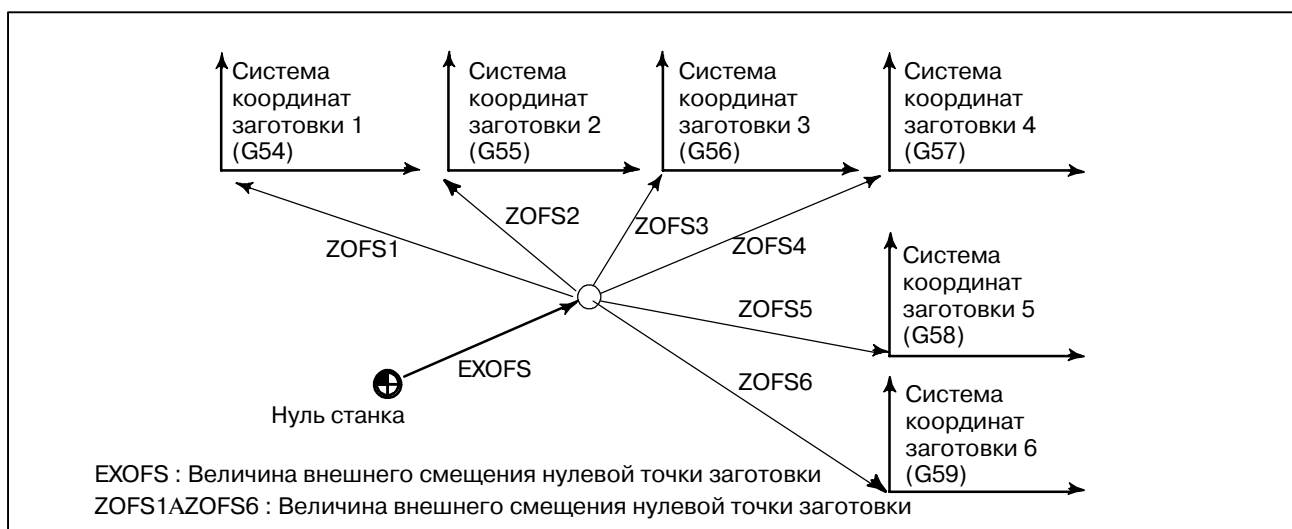 Система
координат
заготовки 1
(G54)
Система
координат
заготовки 2
(G55)
Система
координат
заготовки 3
(G56)
Система
координат
заготовки 4
(G57)
ZOFS1
ZOFS2
ZOFS3
ZOFS4
ZOFS5
Система
координат
заготовки 5
(G58)
EXOFS
ZOFS6
Нуль станка
Система
координат
заготовки 6
(G59)
EXOFS : Величина внешнего смещения нулевой точки заготовки
ZOFS1AZOFS6 : Величина внешнего смещения нулевой точки заготовки